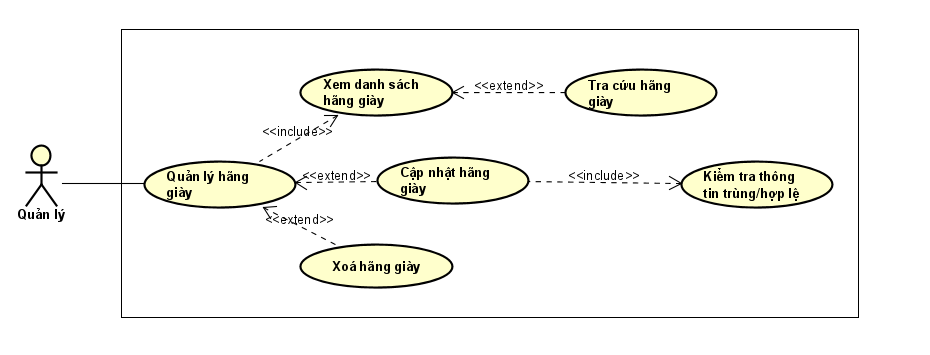 Xem danh sách
hãng giày
<<extend>>
Tra cứu hãng
giày
<<include>>
Quản lý
Quản lý hãng
giày
<<extend>>
Cập nhật hãng
giày
<<include>>
Kiểm tra thông
tin trùng/hợp lệ
<<extend>>
Xoá hãng giày